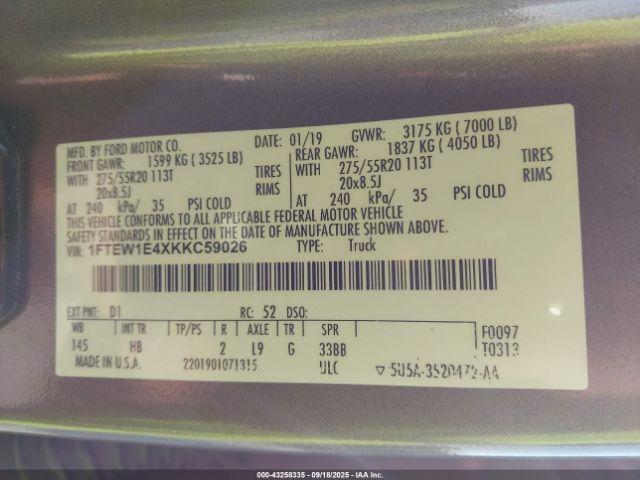 MFD. BY FORD MOTOR CO.
DATE: 01/19 GVWR: 3175 KG ( 7000 LB)
FRONT GAWR: 1599 KG ( 3525 LB) REAR GAWR: 1837 KG ( 4050 LB)
WITH 275/55R20 113T TIRES WITH 275/55R20 113T TIRES
20x8.5J RIMS 20x8.5J RIMS
AT 240 kPa/ 35 PSI COLD AT 240 kPa/ 35 PSI COLD
THIS VEHICLE CONFORMS TO ALL APPLICABLE FEDERAL MOTOR VEHICLE
SAFETY STANDARDS IN EFFECT ON THE DATE OF MANUFACTURE SHOWN ABOVE.
VIN: 1FTEW1E4XKKC59026 TYPE: Truck
EXT PNT: D1 RC: 52 DSO:
WB INT TR TP/PS R AXLE TR SPR F0097
145 HB 2 L9 G 33BB T0313
MADE IN U.S.A. 2201901071315 ULC ▽ 5U5A-3520472-AA
000-43258335 - 09/18/2025 - IAA, Inc.